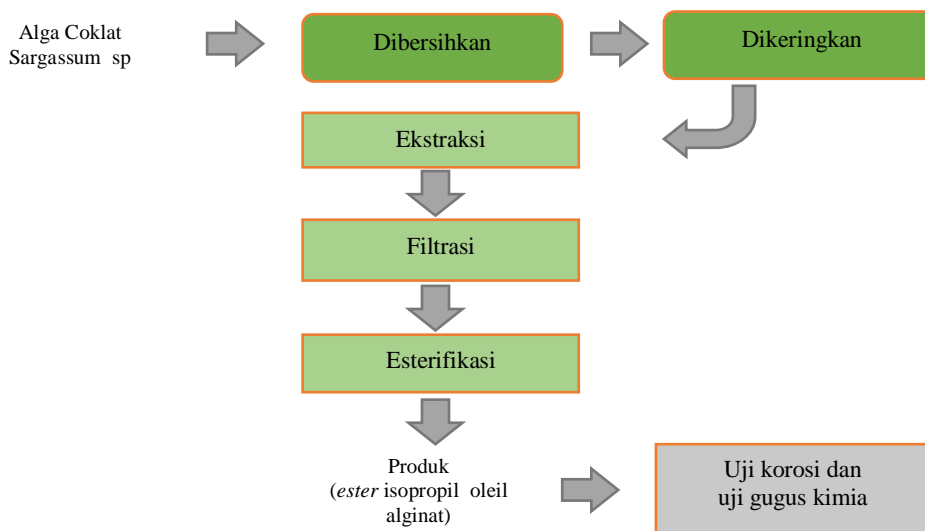 Alga Coklat
Sargassum sp
Dibersihkan
Dikeringkan
Ekstraksi
Filtrasi
Esterifikasi
Produk
(ester isopropil oleil
alginat)
Uji korosi dan
uji gugus kimia